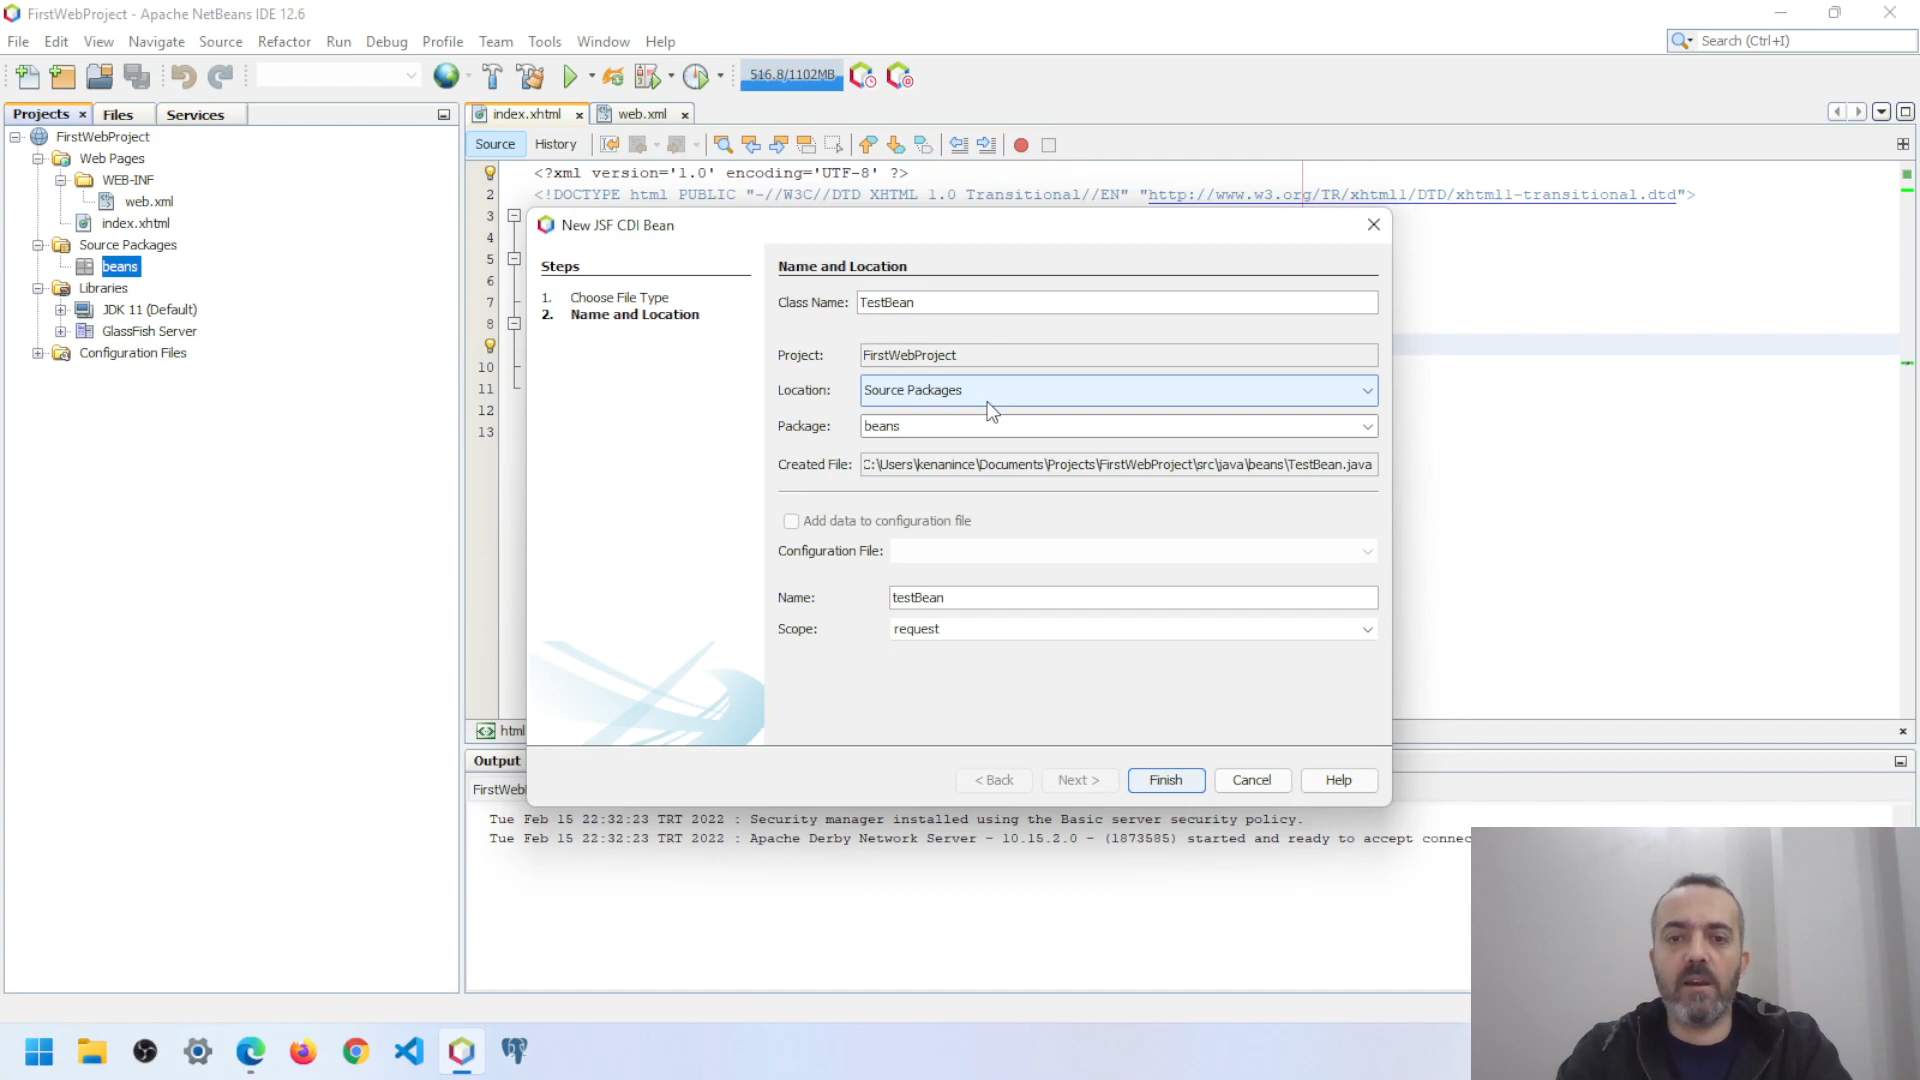 FirstWebProject - Apache NetBeans IDE 12.6
File Edit View Navigate Source Refactor Run Debug Profile Team Tools Window Help
Search (Ctrl+I)
516.8/1102MB
Projects Files Services
index.xhtml web.xml
FirstWebProject
Web Pages
WEB-INF
web.xml
index.xhtml
Source Packages
beans
Libraries
JDK 11 (Default)
GlassFish Server
Configuration Files
Source History
1
2
3
4
5
6
7
8
10
11
12
13
<?xml version='1.0' encoding='UTF-8' ?>
<!DOCTYPE html PUBLIC "-//W3C//DTD XHTML 1.0 Transitional//EN" "http://www.w3.org/TR/xhtml1/DTD/xhtml1-transitional.dtd">
New JSF CDI Bean
Steps
1. Choose File Type
2. Name and Location
Name and Location
Class Name: TestBean
Project: FirstWebProject
Location: Source Packages
Package: beans
Created File: C:\Users\kenanince\Documents\Projects\FirstWebProject\src\java\beans\TestBean.java
Add data to configuration file
Configuration File:
Name: testBean
Scope: request
< Back Next > Finish Cancel Help
html
Output
FirstWeb
Tue Feb 15 22:32:23 TRT 2022 : Security manager installed using the Basic server security policy.
Tue Feb 15 22:32:23 TRT 2022 : Apache Derby Network Server - 10.15.2.0 - (1873585) started and ready to accept connec